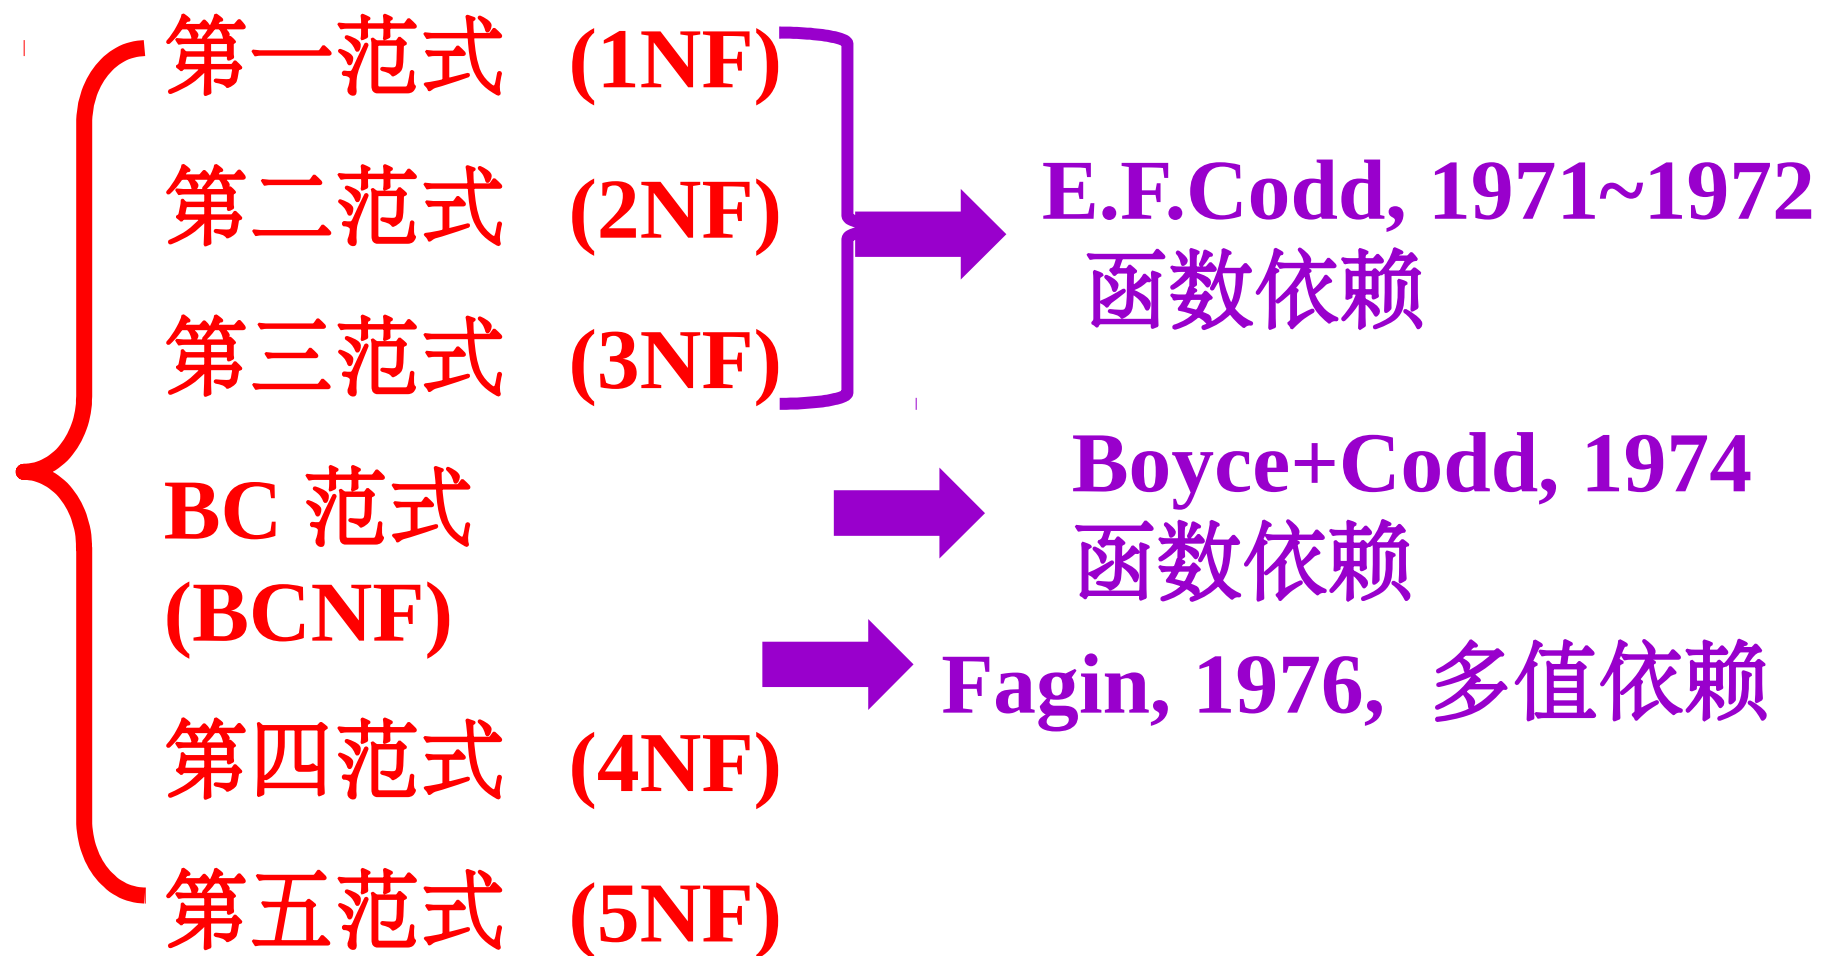 第一范式 (1NF)
第二范式 (2NF)
第三范式 (3NF)
BC 范式
(BCNF)
第四范式 (4NF)
第五范式 (5NF)
E.F.Codd, 1971~1972
函数依赖
Boyce+Codd, 1974
函数依赖
Fagin, 1976, 多值依赖